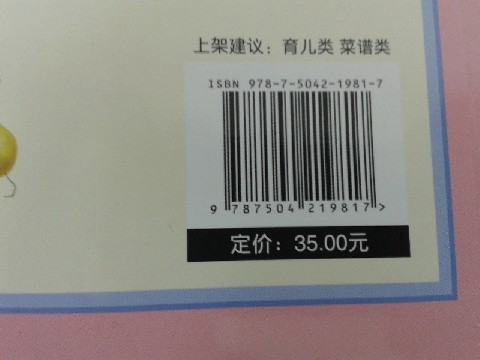 上架建议：育儿类 菜谱类
ISBN 978-7-5042-1981-7
9 787504 219817 >
定价：35.00元